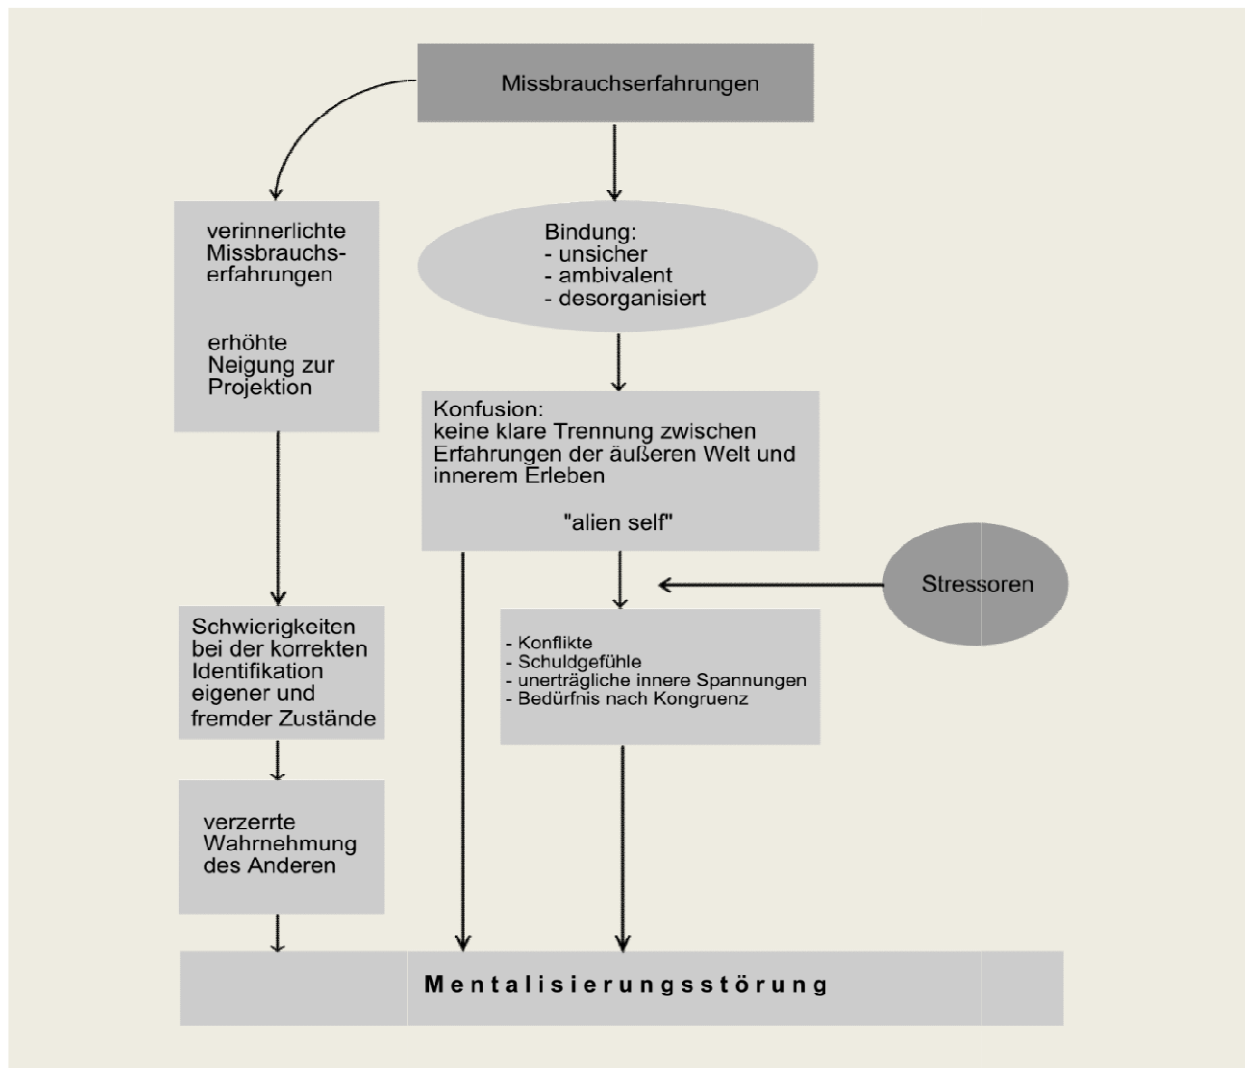 Missbrauchserfahrungen
verinnerlichte
Missbrauchs-
erfahrungen
erhöhte
Neigung zur
Projektion
Bindung:
- unsicher
- ambivalent
- desorganisiert
Konfusion:
keine klare Trennung zwischen
Erfahrungen der äußeren Welt und
innerem Erleben
"alien self"
Stressoren
Schwierigkeiten
bei der korrekten
Identifikation
eigener und
fremder Zustände
- Konflikte
- Schuldgefühle
- unerträgliche innere Spannungen
- Bedürfnis nach Kongruenz
verzerrte
Wahrnehmung
des Anderen
Mentalisierungsstörung